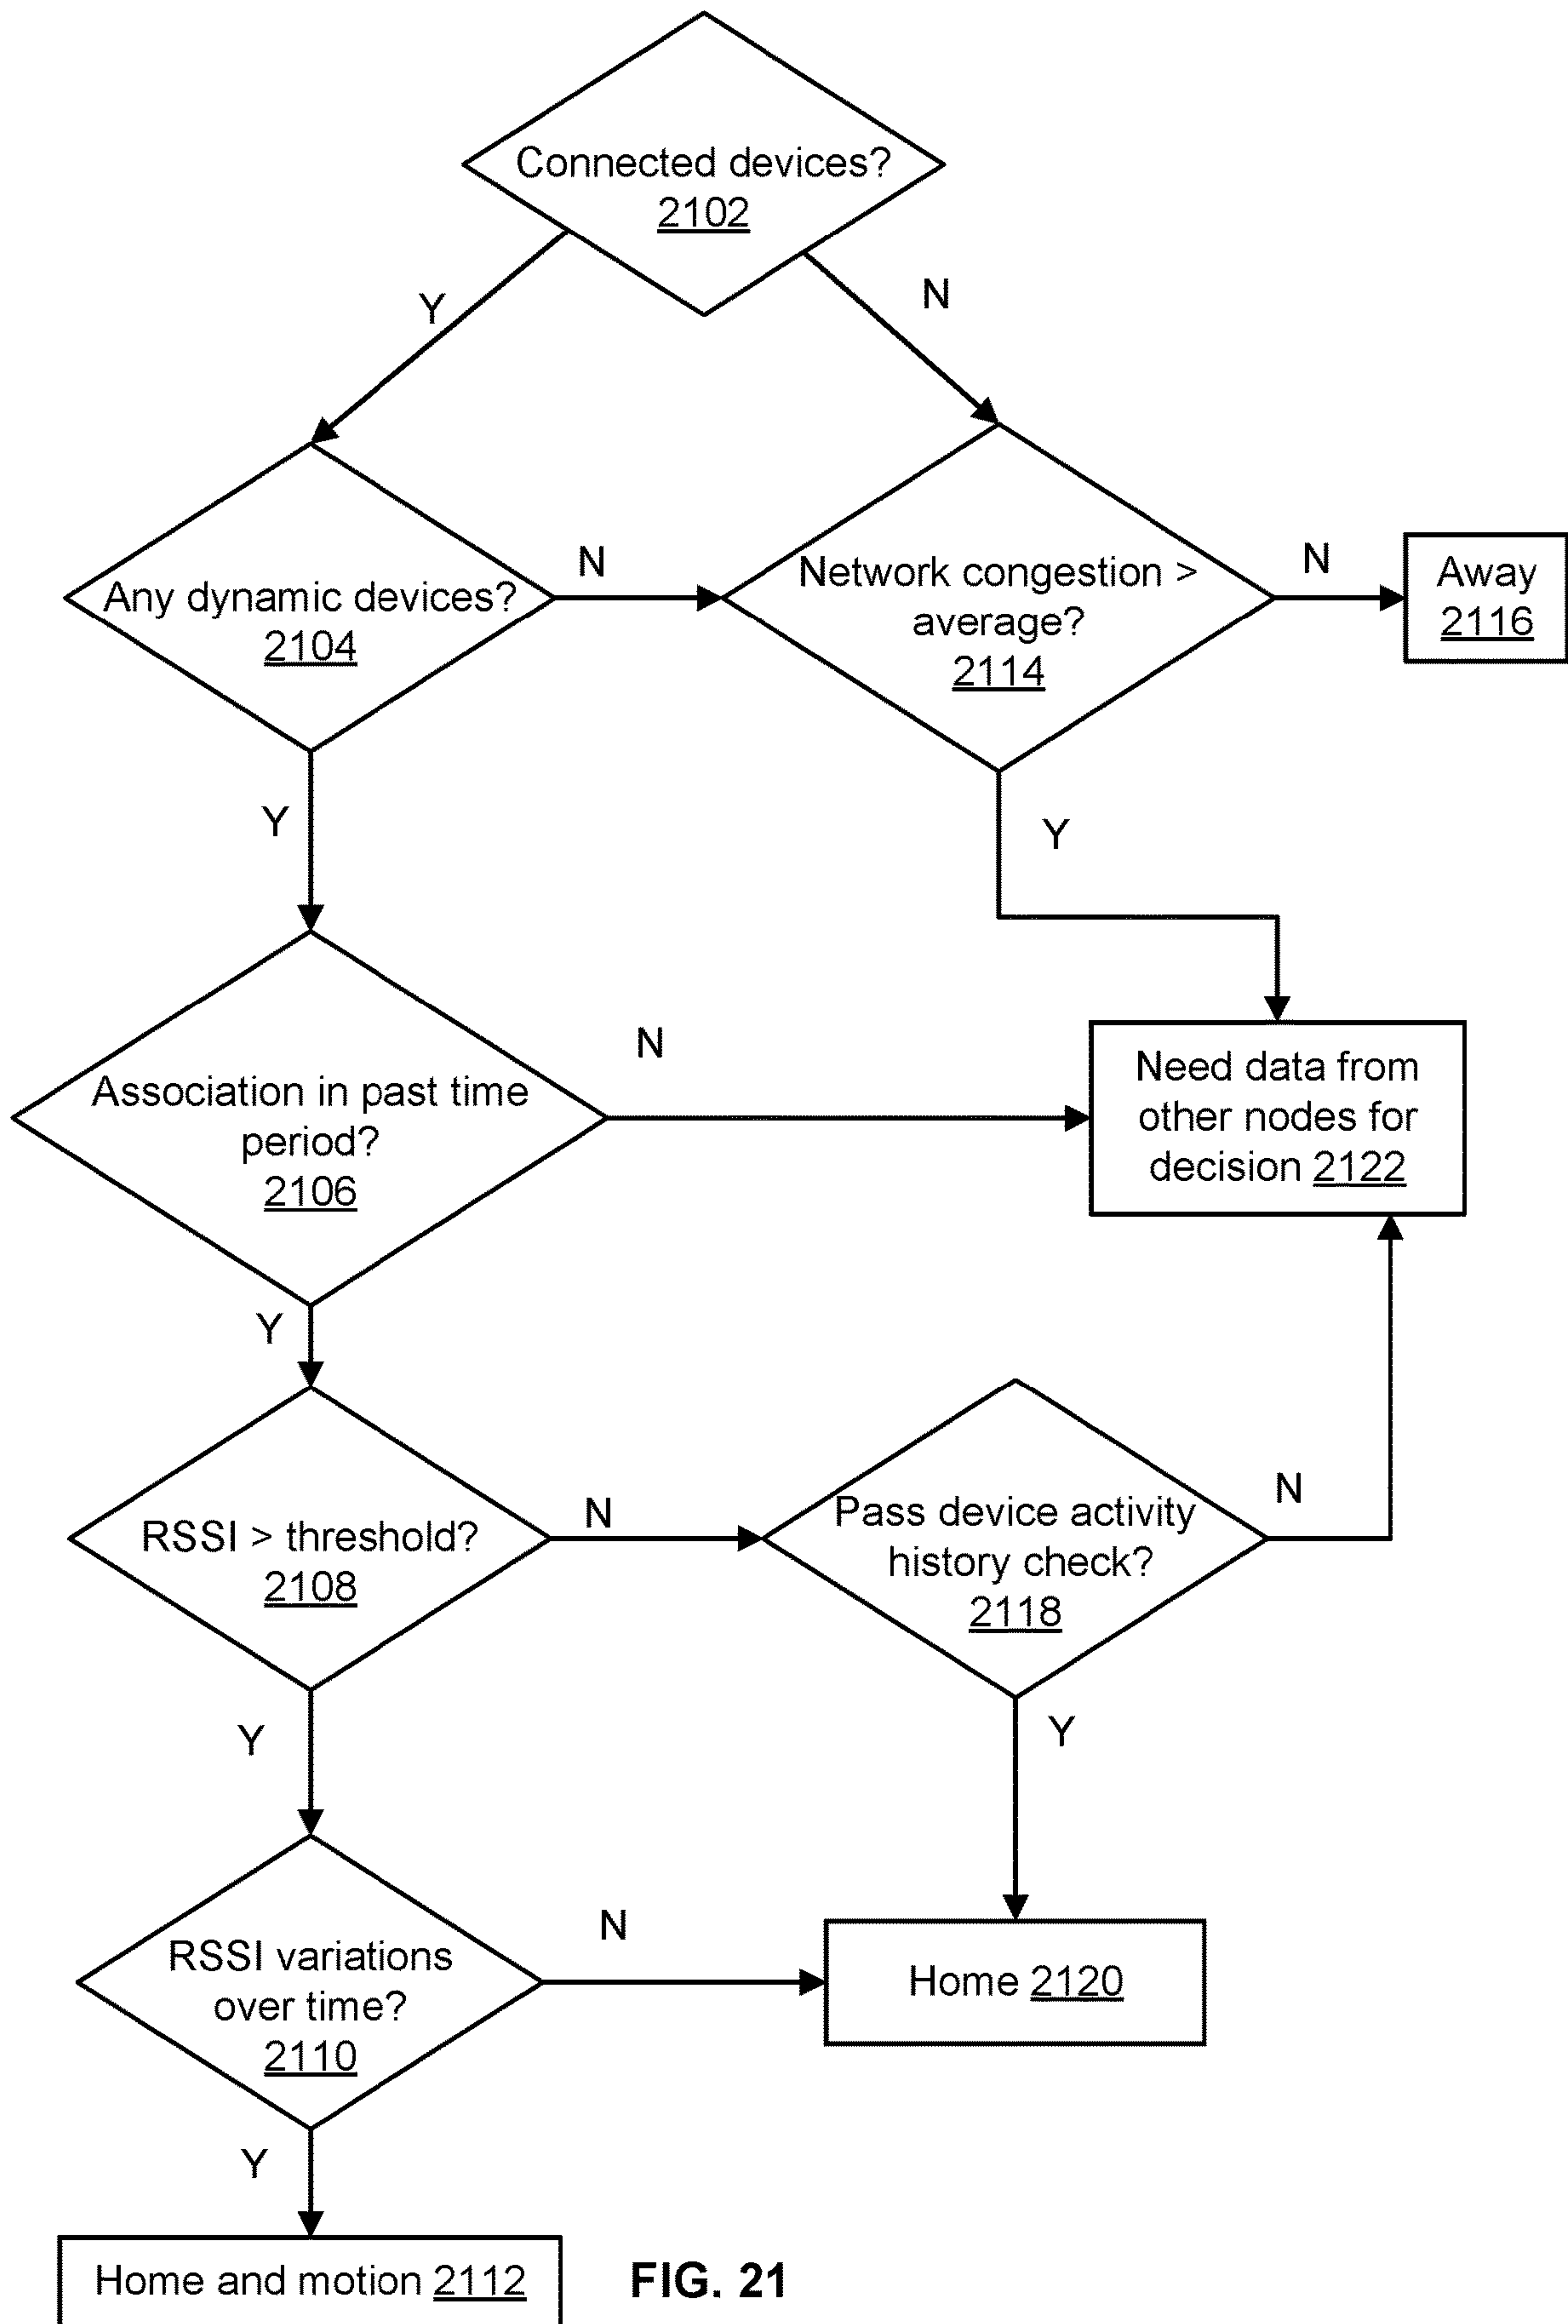 Connected devices?
2102
Y
N
Any dynamic devices?
2104
N
Network congestion >
average?
2114
N
Away
2116
Y
Y
Association in past time
period?
2106
N
Need data from
other nodes for
decision 2122
Y
RSSI > threshold?
2108
N
Pass device activity
history check?
2118
N
Y
Y
RSSI variations
over time?
2110
N
Home 2120
Y
Home and motion 2112
FIG. 21